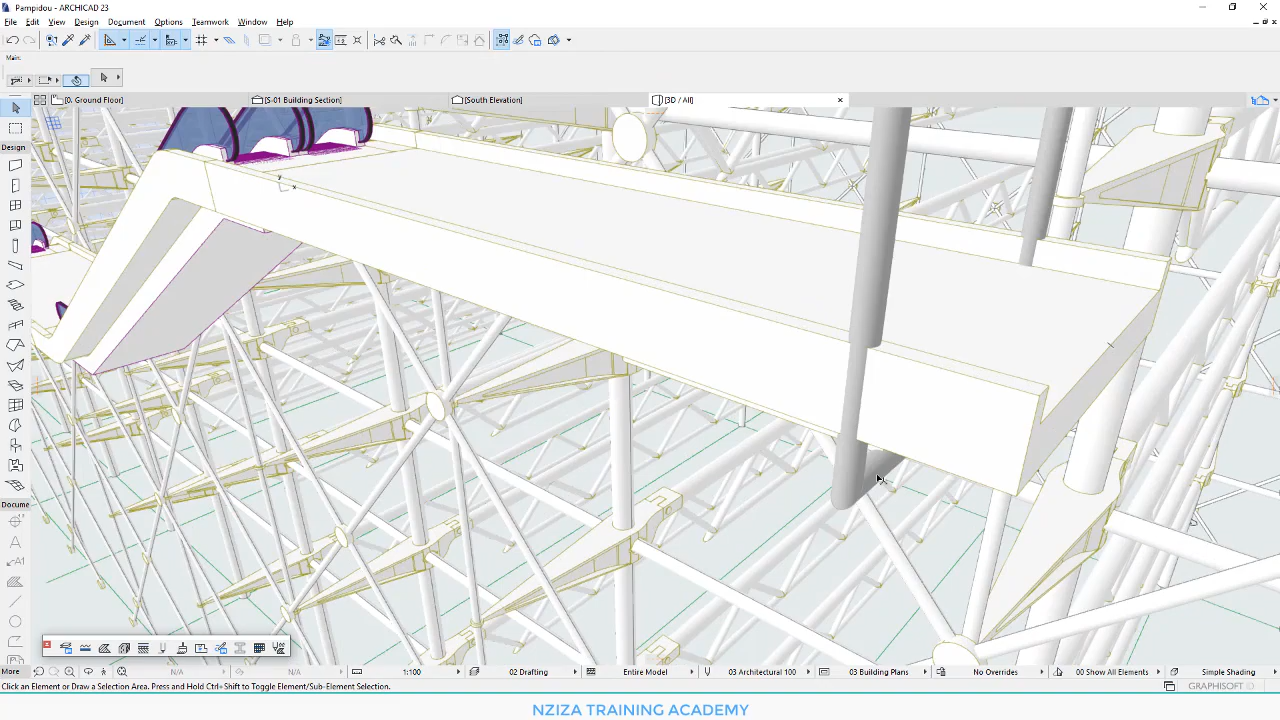 Pampidou - ARCHICAD 23
File Edit View Design Document Options Teamwork Window Help
Main:
[0. Ground Floor] [S-01 Building Section] [South Elevation] [3D / All]
Design
y
x
Docume
More
N/A N/A 1:100 02 Drafting Entire Model 03 Architectural 100 03 Building Plans No Overrides 00 Show All Elements Simple Shading
Click an Element or Draw a Selection Area. Press and Hold Ctrl+Shift to Toggle Element/Sub-Element Selection.
GRAPHISOFT
NZIZA TRAINING ACADEMY